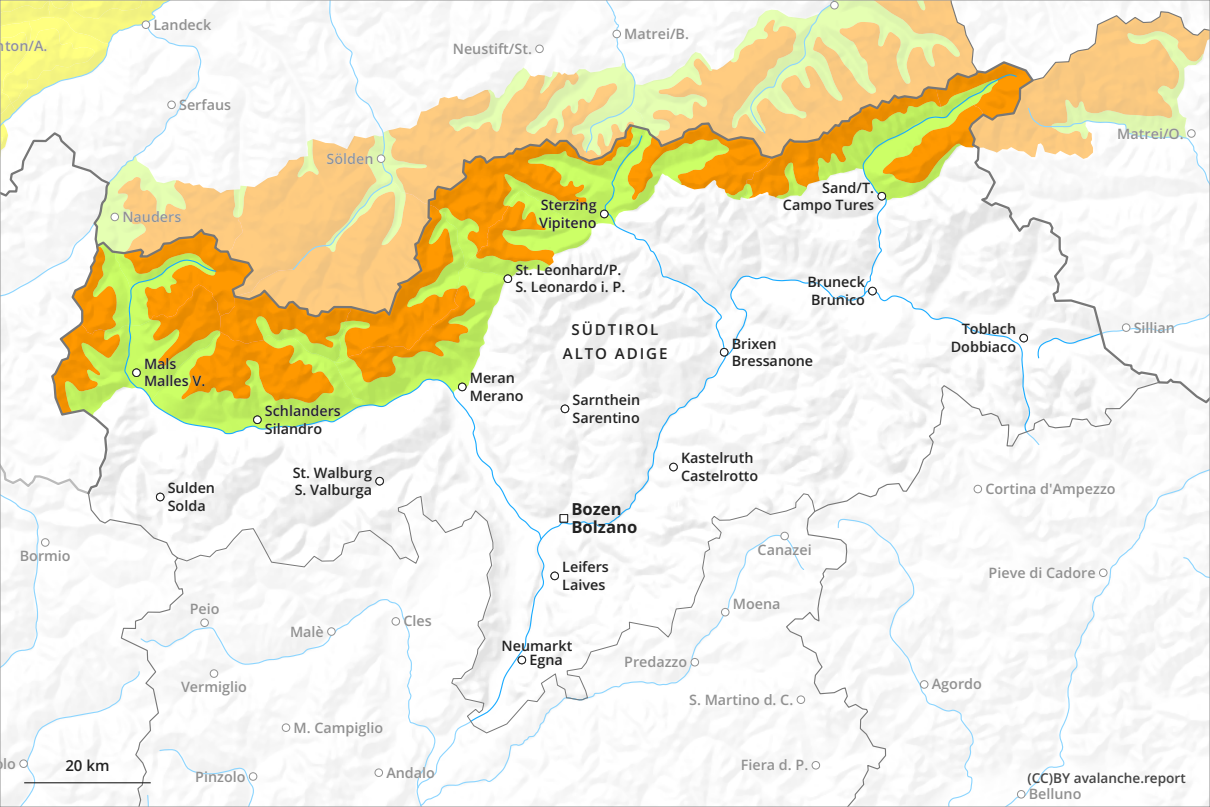 Landeck
nton/A.
Neustift/St.
Matrei/B.
Serfaus
Matrei/O.
Sölden
Nauders
Sand/T.
Campo Tures
Sterzing
Vipiteno
St. Leonhard/P.
S. Leonardo i. P.
Bruneck
Brunico
SÜDTIROL
ALTO ADIGE
Toblach
Dobbiaco
Sillian
Brixen
Bressanone
Mals
Malles V.
Meran
Merano
Sarnthein
Sarentino
Schlanders
Silandro
Kastelruth
Castelrotto
St. Walburg
S. Valburga
Sulden
Solda
Cortina d'Ampezzo
Bozen
Bolzano
Bormio
Canazei
Leifers
Laives
Pieve di Cadore
Peio
Moena
Cles
Malè
Neumarkt
Egna
Predazzo
Vermiglio
Agordo
S. Martino d. C.
M. Campiglio
olo
20 km
Pinzolo
Andalo
Fiera d. P.
(CC)BY avalanche.report
Belluno